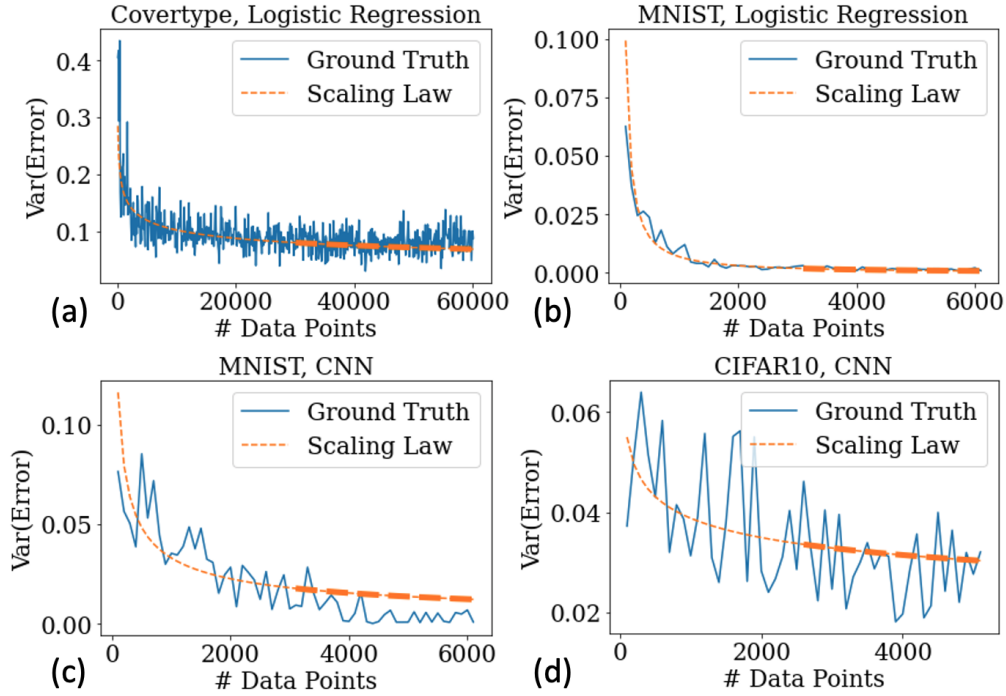 Covertype, Logistic Regression
Ground Truth
Scaling Law
Var(Error)
0.4
0.3
0.2
0.1
0
20000
40000
60000
# Data Points
(a)
MNIST, Logistic Regression
Ground Truth
Scaling Law
Var(Error)
0.100
0.075
0.050
0.025
0.000
0
2000
4000
6000
# Data Points
(b)
MNIST, CNN
Ground Truth
Scaling Law
Var(Error)
0.10
0.05
0.00
0
2000
4000
6000
# Data Points
(c)
CIFAR10, CNN
Ground Truth
Scaling Law
Var(Error)
0.06
0.04
0.02
0
2000
4000
# Data Points
(d)